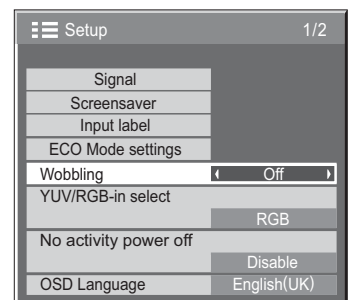 Setup 1/2
Signal
Screensaver
Input label
ECO Mode settings
Wobbling Off
YUV/RGB-in select
RGB
No activity power off
Disable
OSD Language English(UK)